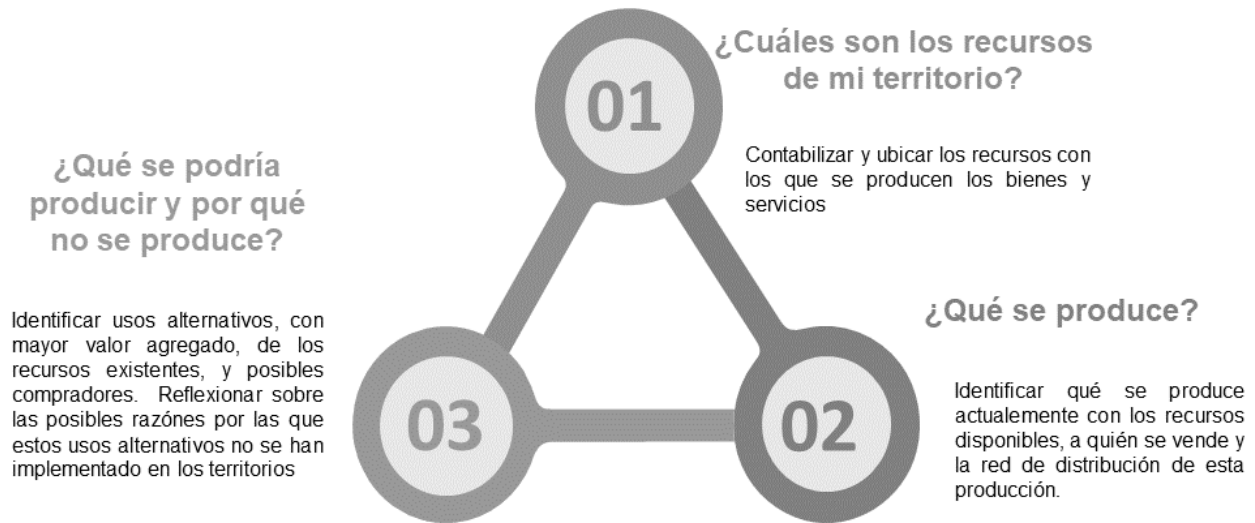 01
¿Cuáles son los recursos
de mi territorio?
Contabilizar y ubicar los recursos con
los que se producen los bienes y
servicios
02
¿Qué se produce?
Identificar qué se produce
actualemente con los recursos
disponibles, a quién se vende y
la red de distribución de esta
producción.
03
¿Qué se podría
producir y por qué
no se produce?
Identificar usos alternativos, con
mayor valor agregado, de los
recursos existentes, y posibles
compradores. Reflexionar sobre
las posibles razónes por las que
estos usos alternativos no se han
implementado en los territorios